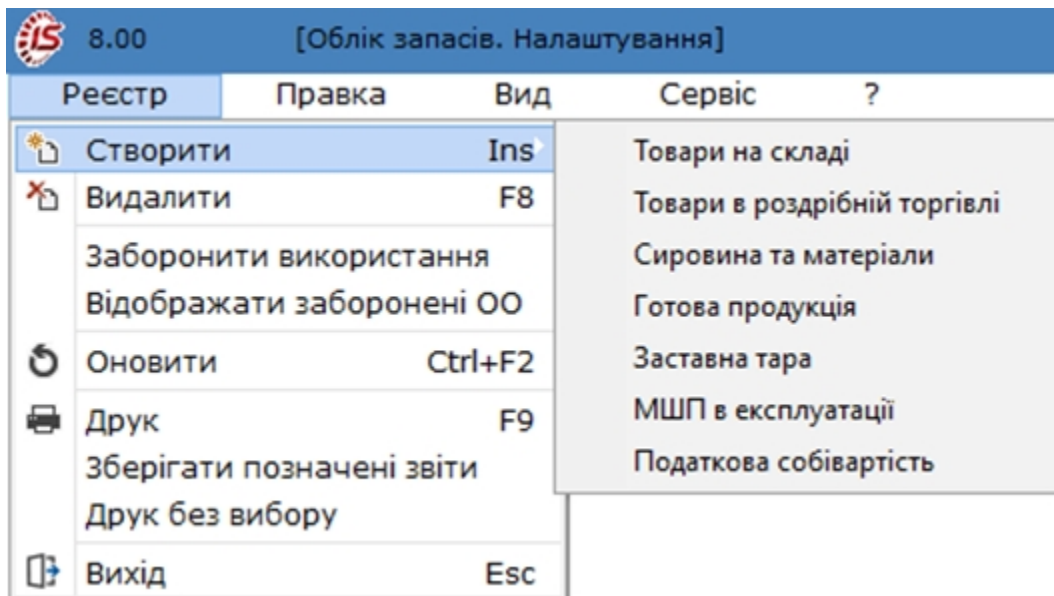 IS 8.00 [Облік запасів. Налаштування]
Реєстр Правка Вид Сервіс ?
Створити Ins
Видалити F8
Заборонити використання
Відображати заборонені ОО
Оновити Ctrl+F2
Друк F9
Зберігати позначені звіти
Друк без вибору
Вихід Esc
Товари на складі
Товари в роздрібній торгівлі
Сировина та матеріали
Готова продукція
Заставна тара
МШП в експлуатації
Податкова собівартість